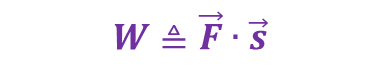 W ≜ F⃗ · s⃗